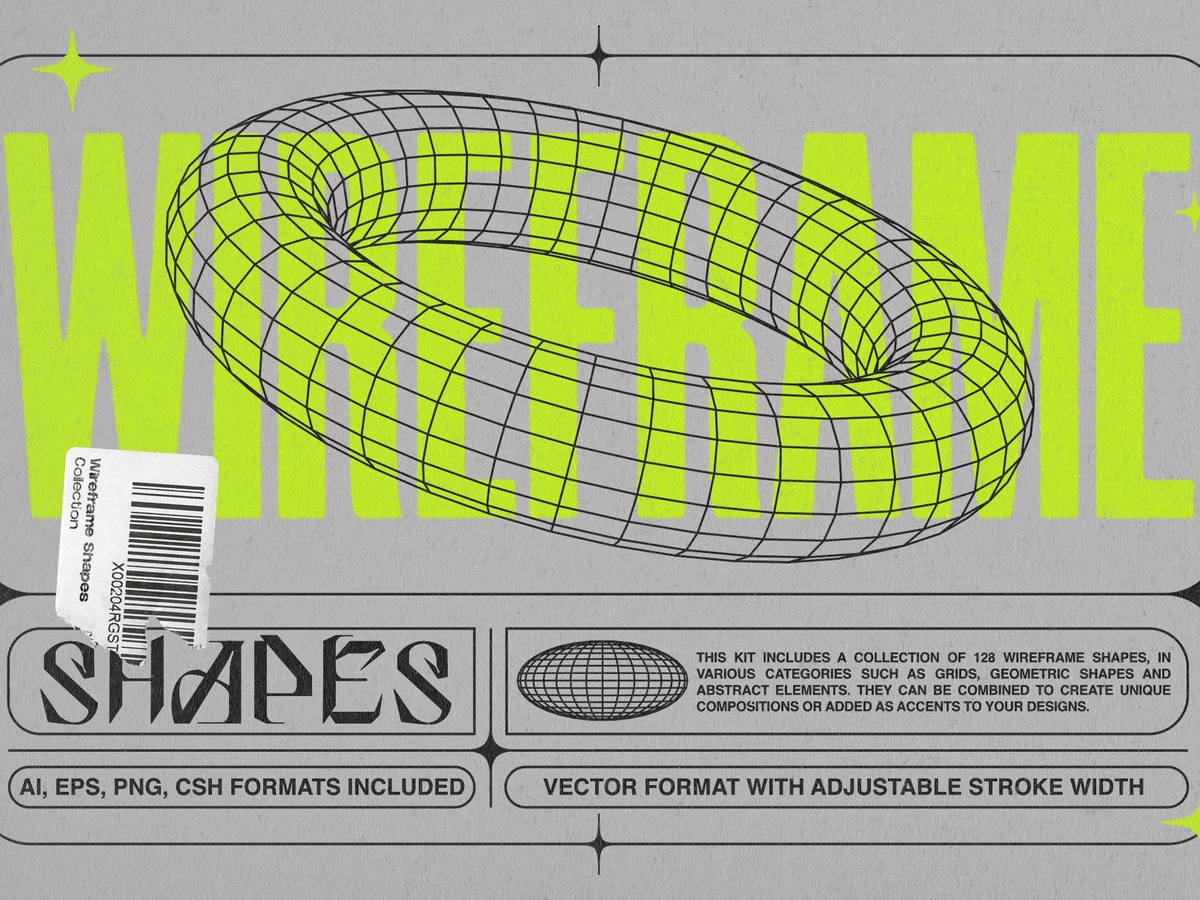 WIREFRAME
Wireframe Shapes
Collection
X00204RGST
SHAPES
THIS KIT INCLUDES A COLLECTION OF 128 WIREFRAME SHAPES, IN
VARIOUS CATEGORIES SUCH AS GRIDS, GEOMETRIC SHAPES AND
ABSTRACT ELEMENTS. THEY CAN BE COMBINED TO CREATE UNIQUE
COMPOSITIONS OR ADDED AS ACCENTS TO YOUR DESIGNS.
AI, EPS, PNG, CSH FORMATS INCLUDED
VECTOR FORMAT WITH ADJUSTABLE STROKE WIDTH